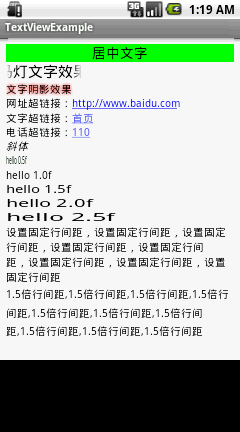 1:19 AM
TextViewExample
居中文字
马灯文字效果
文字阴影效果
网址超链接：http://www.baidu.com
文字超链接：首页
电话超链接：110
斜体
hello 0.5f
hello 1.0f
hello 1.5f
hello 2.0f
hello 2.5f
设置固定行间距，设置固定行间距，设置固定
行间距，设置固定行间距，设置固定行间
距，设置固定行间距，设置固定行间距，设置
固定行间距
1.5倍行间距,1.5倍行间距,1.5倍行间距,1.5倍行
间距,1.5倍行间距,1.5倍行间距,1.5倍行间
距,1.5倍行间距,1.5倍行间距,1.5倍行间距